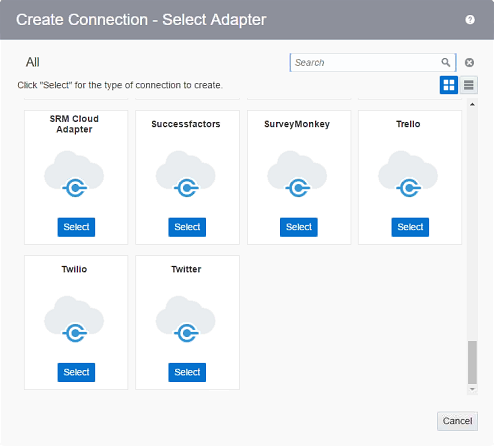 Create Connection - Select Adapter
?
All
Search
Click "Select" for the type of connection to create.
SRM Cloud
Adapter
Successfactors
SurveyMonkey
Trello
Select
Select
Select
Select
Twilio
Twitter
Select
Select
Cancel